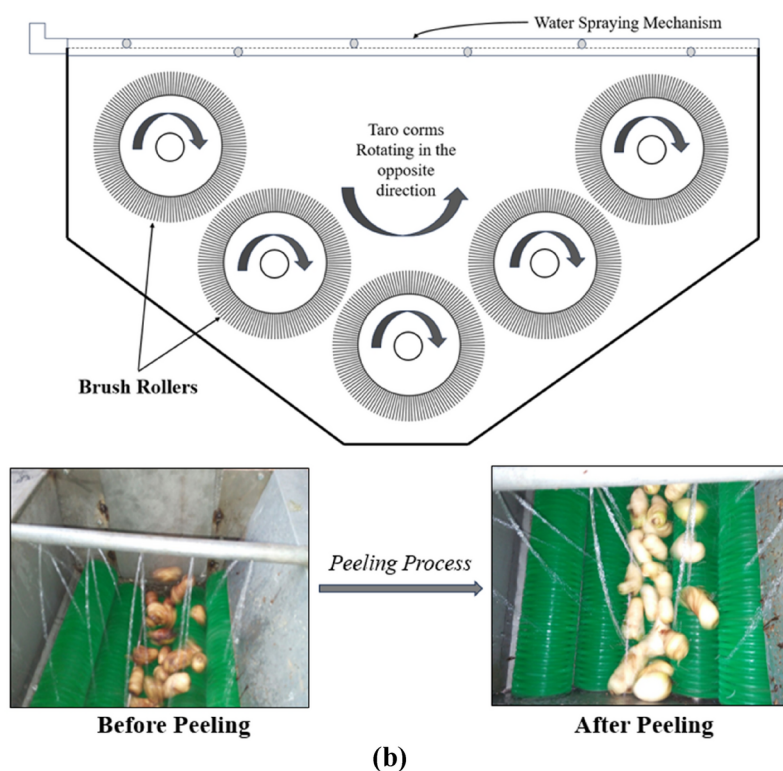 Water Spraying Mechanism
Taro corms
Rotating in the
opposite
direction
Brush Rollers
Peeling Process
Before Peeling
After Peeling
(b)